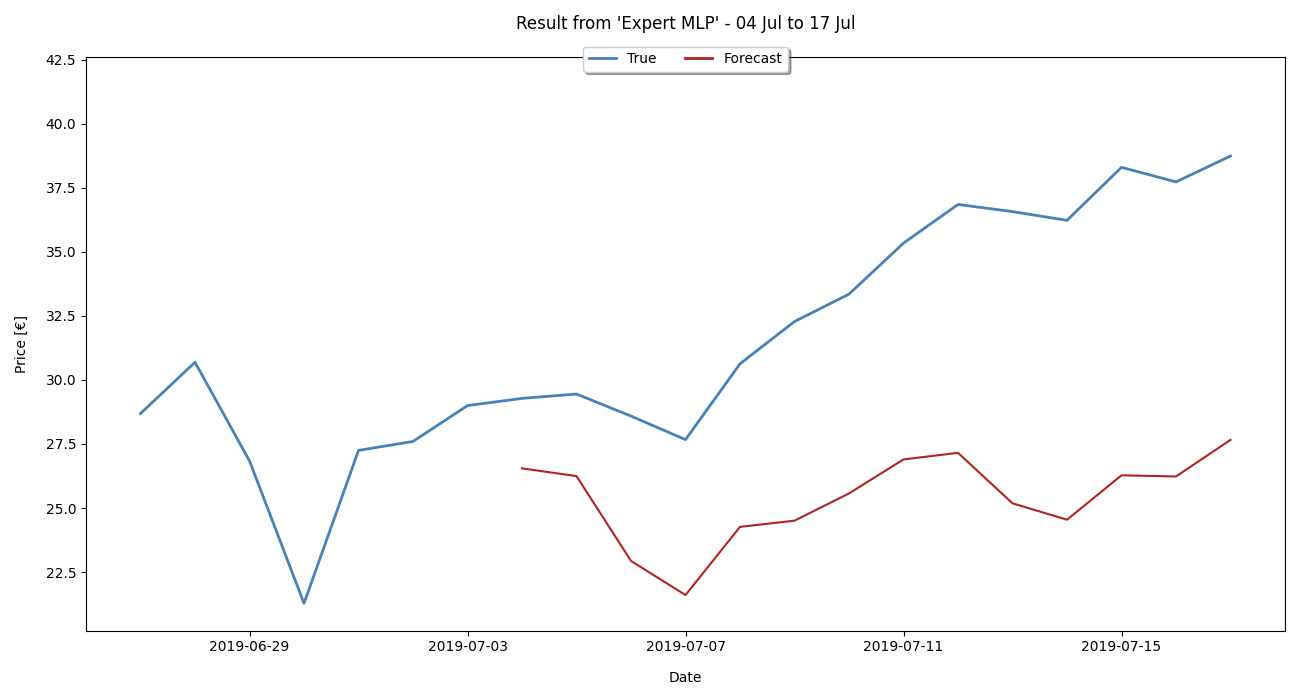 Result from 'Expert MLP' - 04 Jul to 17 Jul
True
Forecast
42.5
40.0
37.5
35.0
32.5
30.0
27.5
25.0
22.5
Price [€]
2019-06-29
2019-07-03
2019-07-07
2019-07-11
2019-07-15
Date